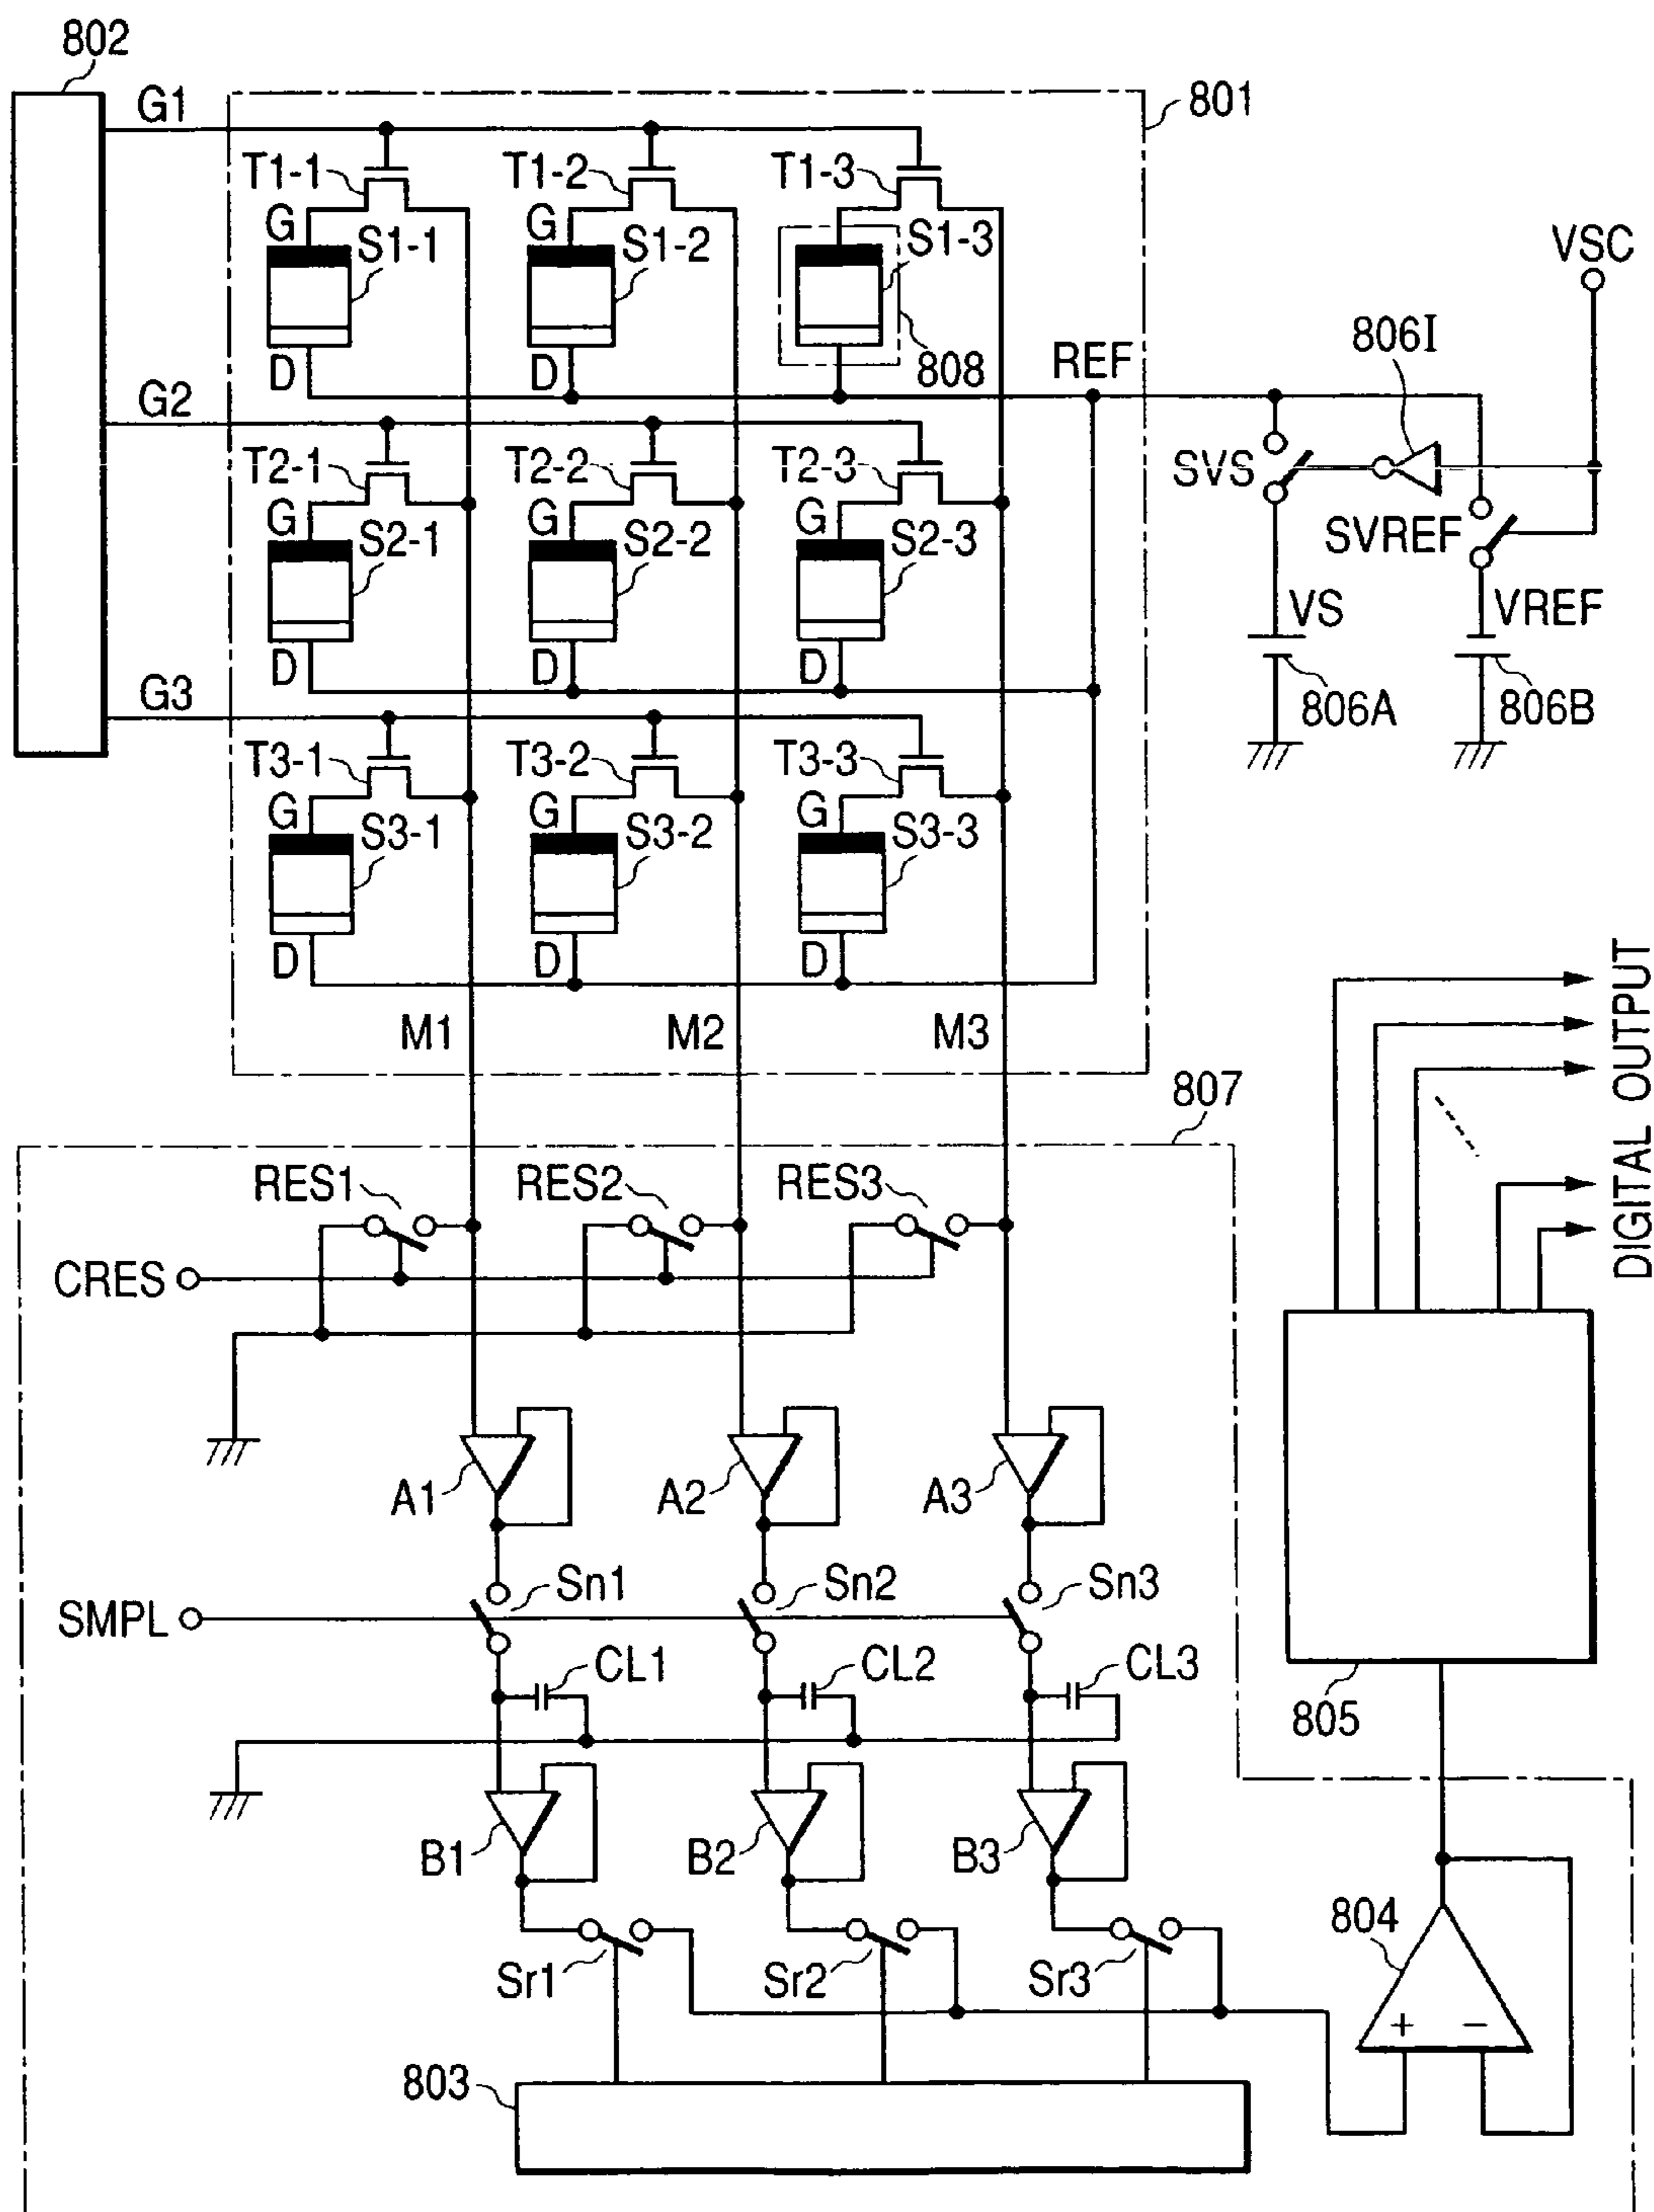 802
G1
801
T1-1
T1-2
T1-3
G
S1-1
G
S1-2
S1-3
VSC
806I
D
D
808
REF
G2
T2-1
T2-2
T2-3
SVS
G
S2-1
G
S2-2
G
S2-3
SVREF
VS
VREF
D
D
D
G3
806A
806B
T3-1
T3-2
T3-3
G
S3-1
G
S3-2
G
S3-3
D
D
D
M1
M2
M3
DIGITAL OUTPUT
807
RES1
RES2
RES3
CRES
A1
A2
A3
Sn1
Sn2
Sn3
SMPL
CL1
CL2
CL3
805
B1
B2
B3
804
Sr1
Sr2
Sr3
+ −
803